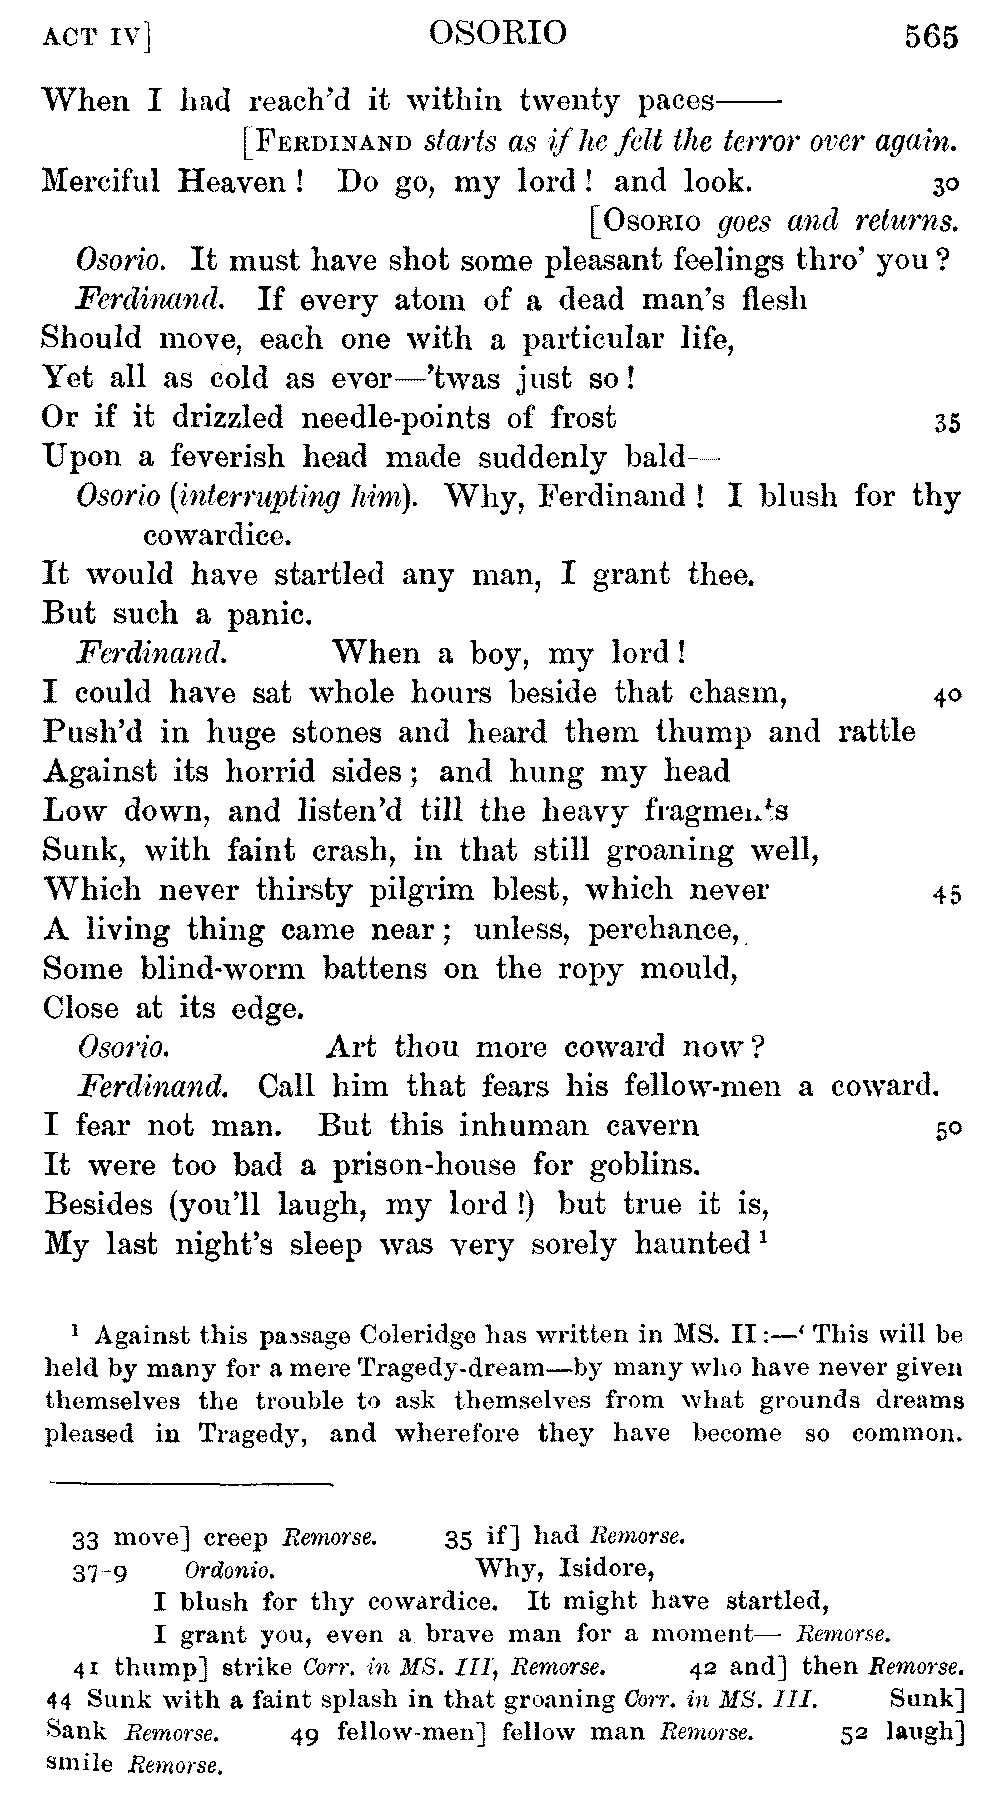 ACT IV] OSORIO 565
When I had reach'd it within twenty paces——
[FERDINAND starts as if he felt the terror over again.
Merciful Heaven! Do go, my lord! and look. 30
[OSORIO goes and returns.
Osorio. It must have shot some pleasant feelings thro' you?
Ferdinand. If every atom of a dead man's flesh
Should move, each one with a particular life,
Yet all as cold as ever—'twas just so!
Or if it drizzled needle-points of frost 35
Upon a feverish head made suddenly bald—
Osorio (interrupting him). Why, Ferdinand! I blush for thy
cowardice.
It would have startled any man, I grant thee.
But such a panic.
Ferdinand. When a boy, my lord!
I could have sat whole hours beside that chasm, 40
Push'd in huge stones and heard them thump and rattle
Against its horrid sides; and hung my head
Low down, and listen'd till the heavy fragments
Sunk, with faint crash, in that still groaning well,
Which never thirsty pilgrim blest, which never 45
A living thing came near; unless, perchance,
Some blind-worm battens on the ropy mould,
Close at its edge.
Osorio. Art thou more coward now?
Ferdinand. Call him that fears his fellow-men a coward.
I fear not man. But this inhuman cavern 50
It were too bad a prison-house for goblins.
Besides (you'll laugh, my lord!) but true it is,
My last night's sleep was very sorely haunted ¹
¹ Against this passage Coleridge has written in MS. II:—'This will be
held by many for a mere Tragedy-dream—by many who have never given
themselves the trouble to ask themselves from what grounds dreams
pleased in Tragedy, and wherefore they have become so common.
33 move] creep Remorse. 35 if] had Remorse.
37-9 Ordonio. Why, Isidore,
I blush for thy cowardice. It might have startled,
I grant you, even a brave man for a moment— Remorse.
41 thump] strike Corr. in MS. III, Remorse. 42 and] then Remorse.
44 Sunk with a faint splash in that groaning Corr. in MS. III. Sunk]
Sank Remorse. 49 fellow-men] fellow man Remorse. 52 laugh]
smile Remorse.